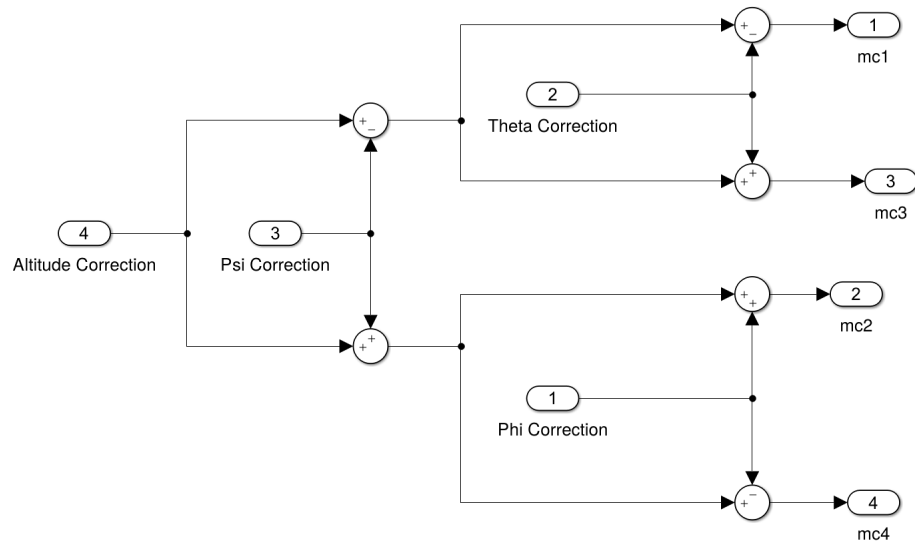 1
mc1
2
Theta Correction
3
mc3
4
Altitude Correction
3
Psi Correction
2
mc2
1
Phi Correction
4
mc4
+
−
+
−
+
+
+
+
+
+
+
−